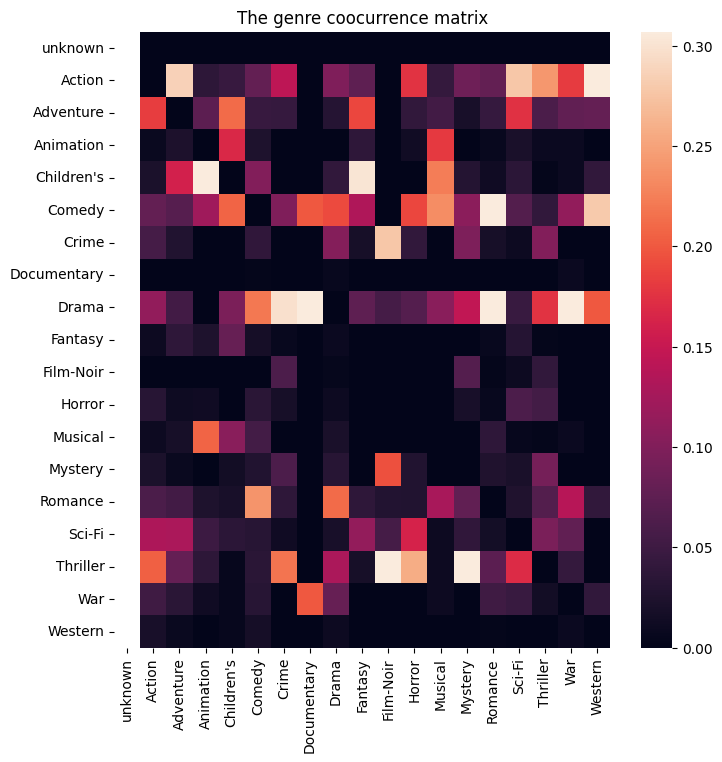 The genre coocurrence matrix
unknown
Action
Adventure
Animation
Children's
Comedy
Crime
Documentary
Drama
Fantasy
Film-Noir
Horror
Musical
Mystery
Romance
Sci-Fi
Thriller
War
Western
unknown
Action
Adventure
Animation
Children's
Comedy
Crime
Documentary
Drama
Fantasy
Film-Noir
Horror
Musical
Mystery
Romance
Sci-Fi
Thriller
War
Western
0.30
0.25
0.20
0.15
0.10
0.05
0.00